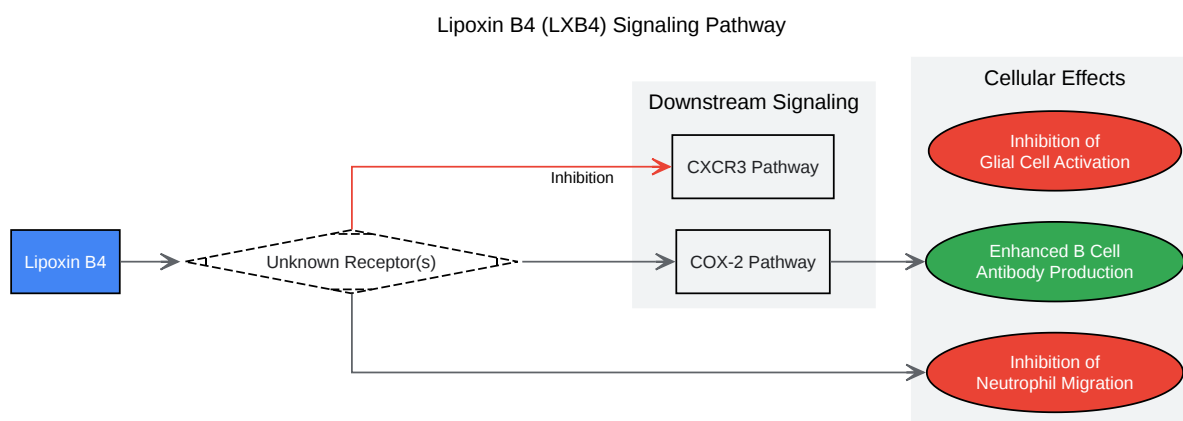 Lipoxin B4 (LXB4) Signaling Pathway
Cellular Effects
Downstream Signaling
Inhibition of
Glial Cell Activation
CXCR3 Pathway
Inhibition
Lipoxin B4
Unknown Receptor(s)
COX-2 Pathway
Enhanced B Cell
Antibody Production
Inhibition of
Neutrophil Migration